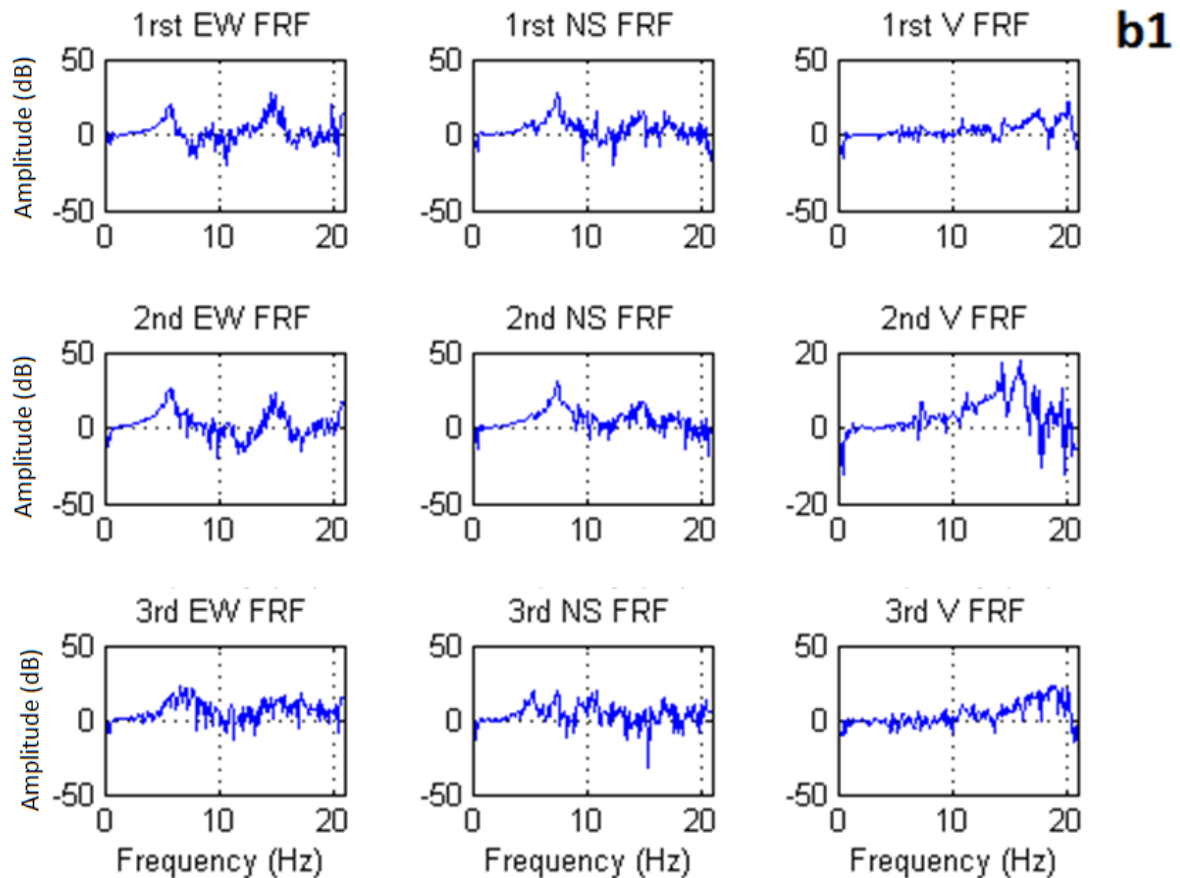 1rst EW FRF 1rst NS FRF 1rst V FRF b1
Amplitude (dB)
50 50 50
0 0 0
-50 -50 -50
0 10 20 0 10 20 0 10 20
2nd EW FRF 2nd NS FRF 2nd V FRF
Amplitude (dB)
50 50 20
0 0 0
-50 -50 -20
0 10 20 0 10 20 0 10 20
3rd EW FRF 3rd NS FRF 3rd V FRF
Amplitude (dB)
50 50 50
0 0 0
-50 -50 -50
0 10 20 0 10 20 0 10 20
Frequency (Hz) Frequency (Hz) Frequency (Hz)